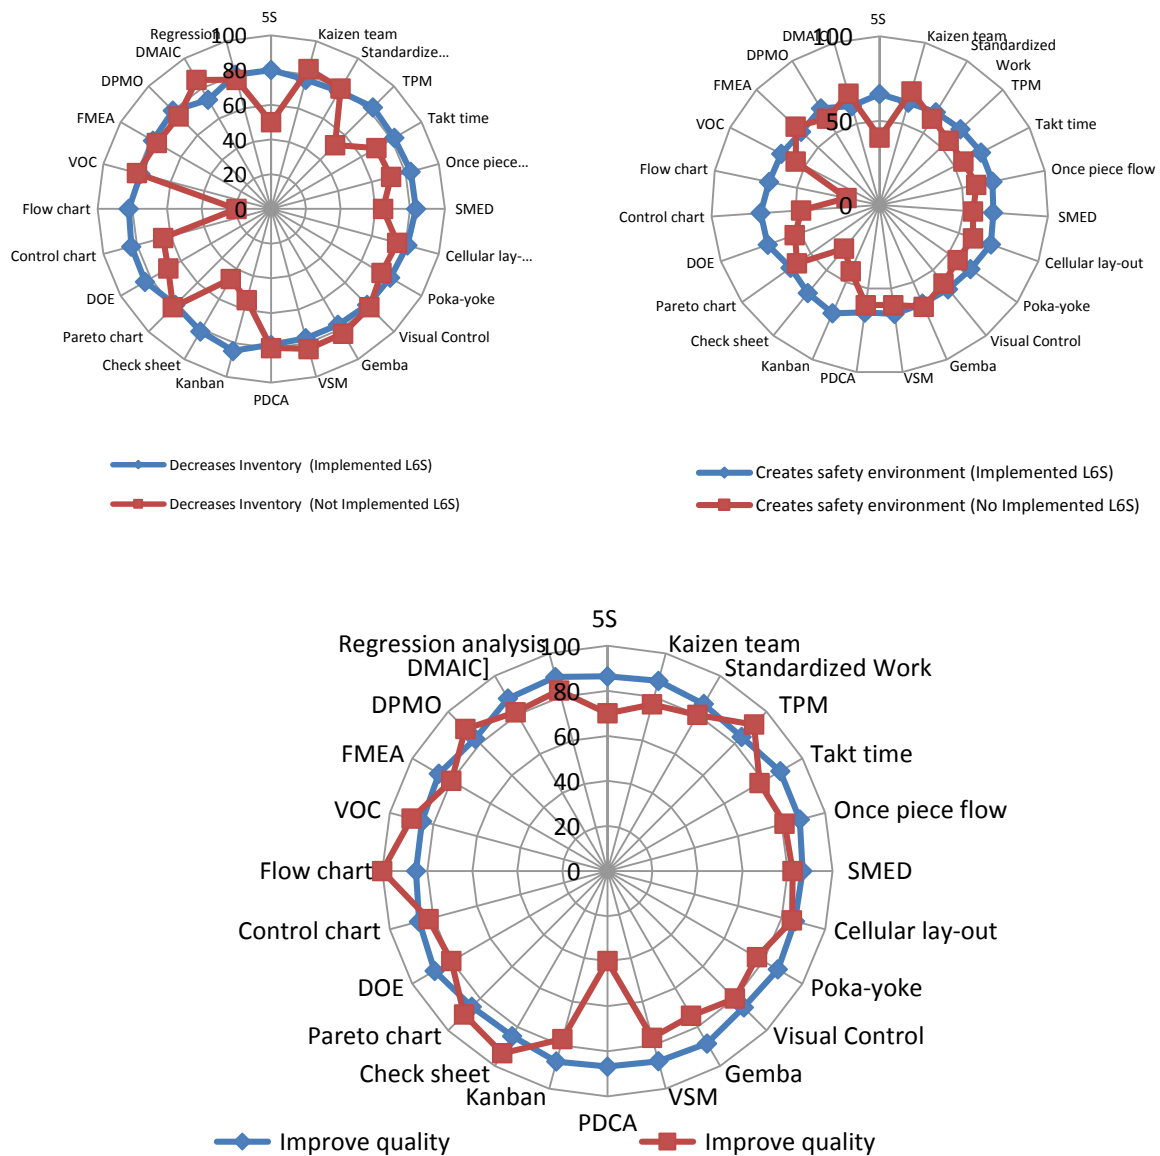 5S
Kaizen team
Standardize...
TPM
Takt time
Once piece...
SMED
Cellular lay-...
Poka-yoke
Visual Control
Gemba
VSM
PDCA
Kanban
Check sheet
Pareto chart
DOE
Control chart
Flow chart
VOC
FMEA
DPMO
DMAIC
Regression
100
80
60
40
20
0
Decreases Inventory (Implemented L6S)
Decreases Inventory (Not Implemented L6S)
5S
Kaizen team
Standardized
Work
TPM
Takt time
Once piece flow
SMED
Cellular lay-out
Poka-yoke
Visual Control
Gemba
VSM
PDCA
Kanban
Check sheet
Pareto chart
DOE
Control chart
Flow chart
VOC
FMEA
DPMO
DMAIC
100
50
0
Creates safety environment (Implemented L6S)
Creates safety environment (No Implemented L6S)
5S
Kaizen team
Standardized Work
TPM
Takt time
Once piece flow
SMED
Cellular lay-out
Poka-yoke
Visual Control
Gemba
VSM
PDCA
Kanban
Check sheet
Pareto chart
DOE
Control chart
Flow chart
VOC
FMEA
DPMO
DMAIC]
Regression analysis
100
80
60
40
20
0
Improve quality
Improve quality